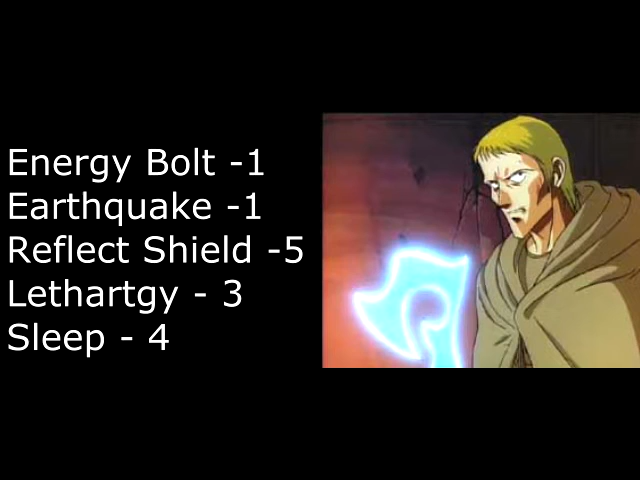 Energy Bolt -1
Earthquake -1
Reflect Shield -5
Lethartgy - 3
Sleep - 4